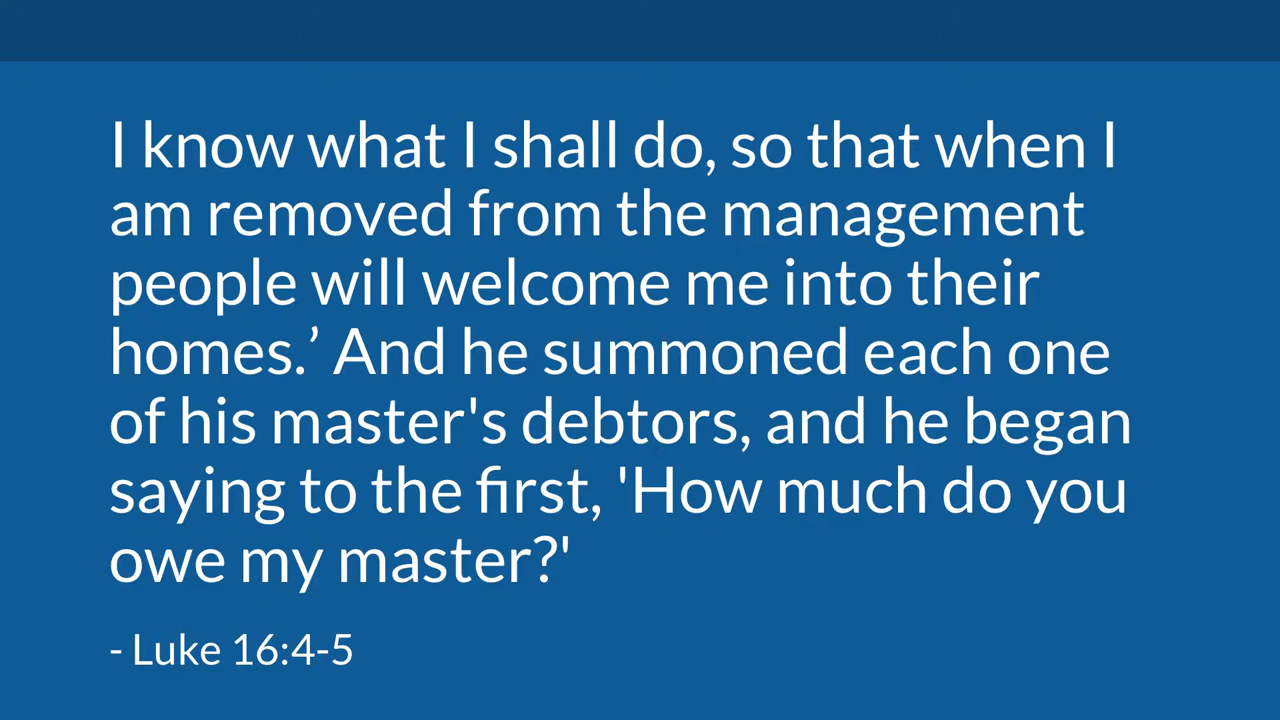 I know what I shall do, so that when I
am removed from the management
people will welcome me into their
homes.’ And he summoned each one
of his master's debtors, and he began
saying to the first, 'How much do you
owe my master?'
- Luke 16:4-5